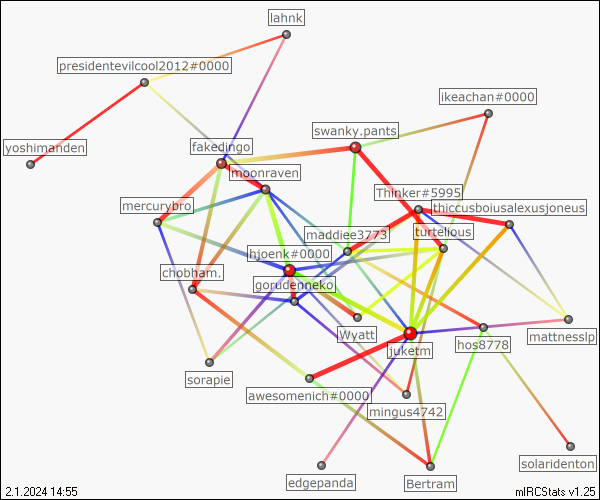 lahnk
presidentevilcool2012#0000
ikeachan#0000
swanky.pants
yoshimanden
fakedingo
moonraven
Thinker#5995
mercurybro
thiccusboiusalexusjoneus
maddiee3773
turtelious
hjoenk#0000
chobham.
gorudenneko
Wyatt
mattnesslp
juketm
hos8778
sorapie
awesomenich#0000
mingus4742
solaridenton
edgepanda
Bertram
2.1.2024 14:55
mIRCStats v1.25